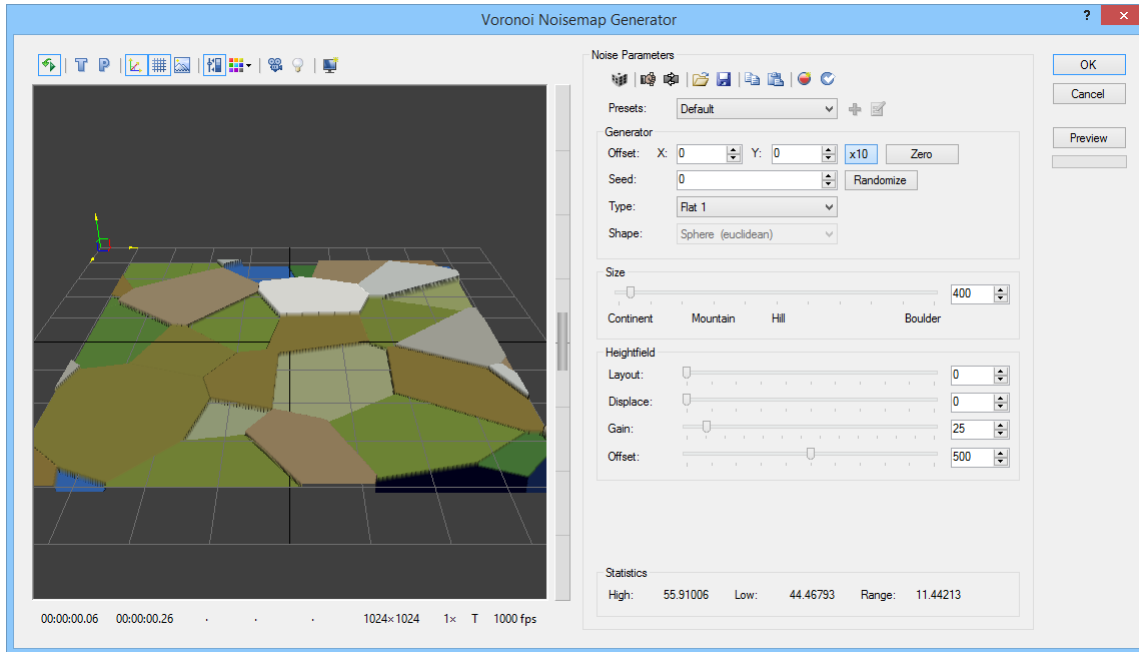 Voronoi Noisemap Generator
?
T P
Noise Parameters
Presets: Default
Generator
Offset: X: 0 Y: 0 x10 Zero
Seed: 0 Randomize
Type: Flat 1
Shape: Sphere (euclidean)
Size
400
Continent Mountain Hill Boulder
Heightfield
Layout: 0
Displace: 0
Gain: 25
Offset: 500
Statistics
High: 55.91006 Low: 44.46793 Range: 11.44213
OK
Cancel
Preview
00:00:00.06 00:00:00.26 . . . 1024×1024 1× T 1000 fps